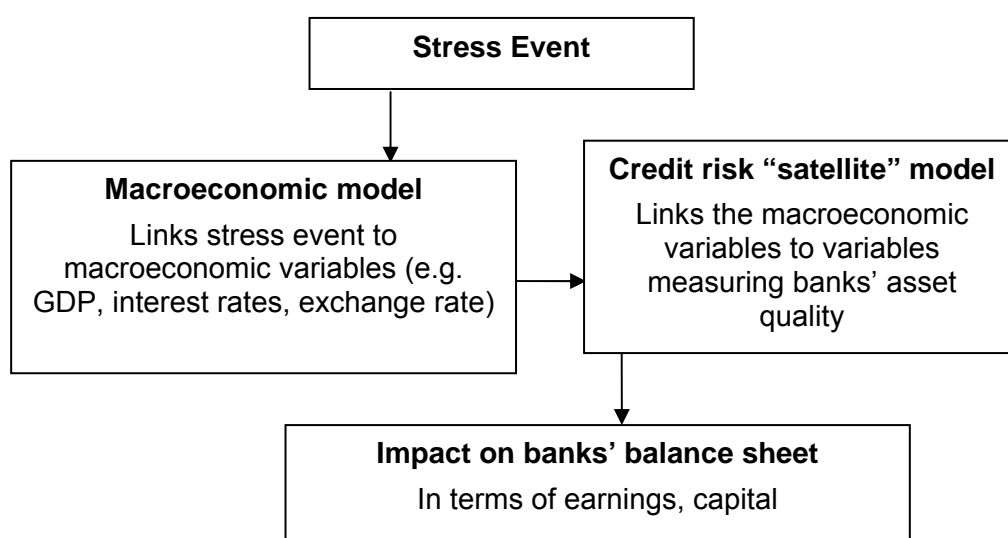 Stress Event
Macroeconomic model
Links stress event to
macroeconomic variables (e.g.
GDP, interest rates, exchange rate)
Credit risk “satellite” model
Links the macroeconomic
variables to variables
measuring banks’ asset
quality
Impact on banks’ balance sheet
In terms of earnings, capital